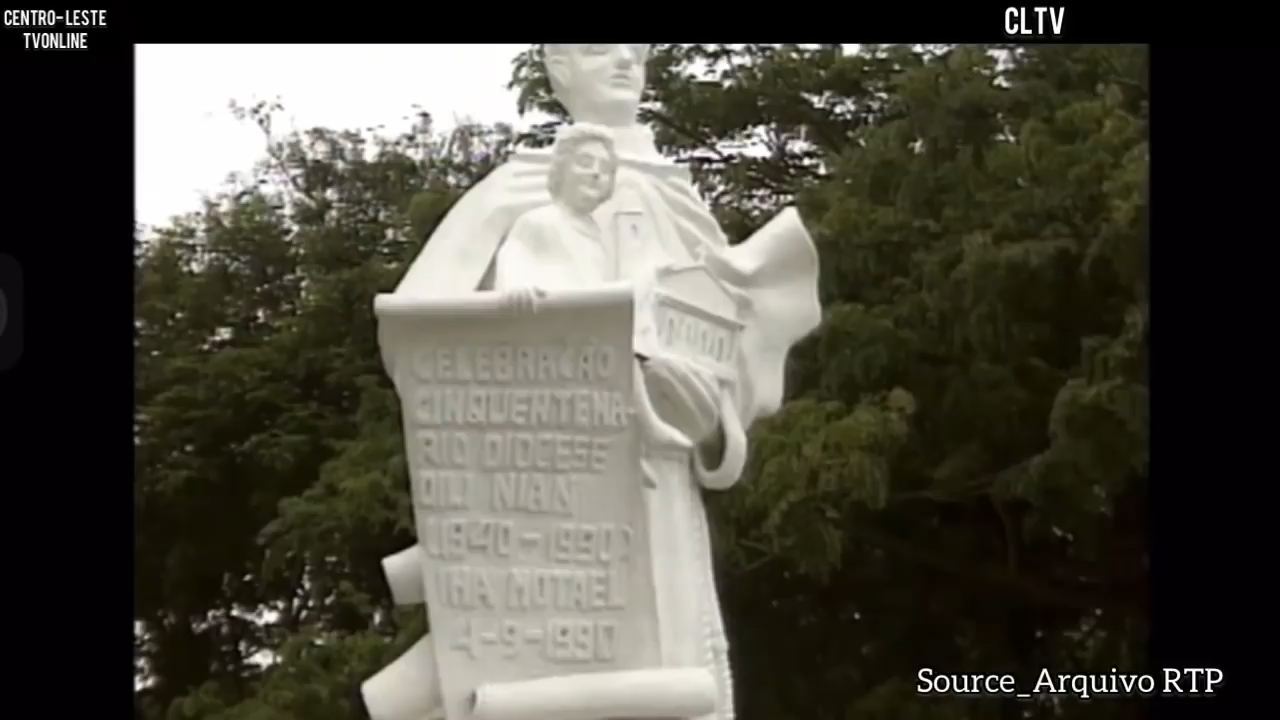 CENTRO-LESTE
TVONLINE
CLTV
CELEBRAÇÃO
CINQUENTENA-
RIO DIOCESE
DILI NIAN
(1940-1990)
IHA MOTAEL
4-9-1990
Source_Arquivo RTP